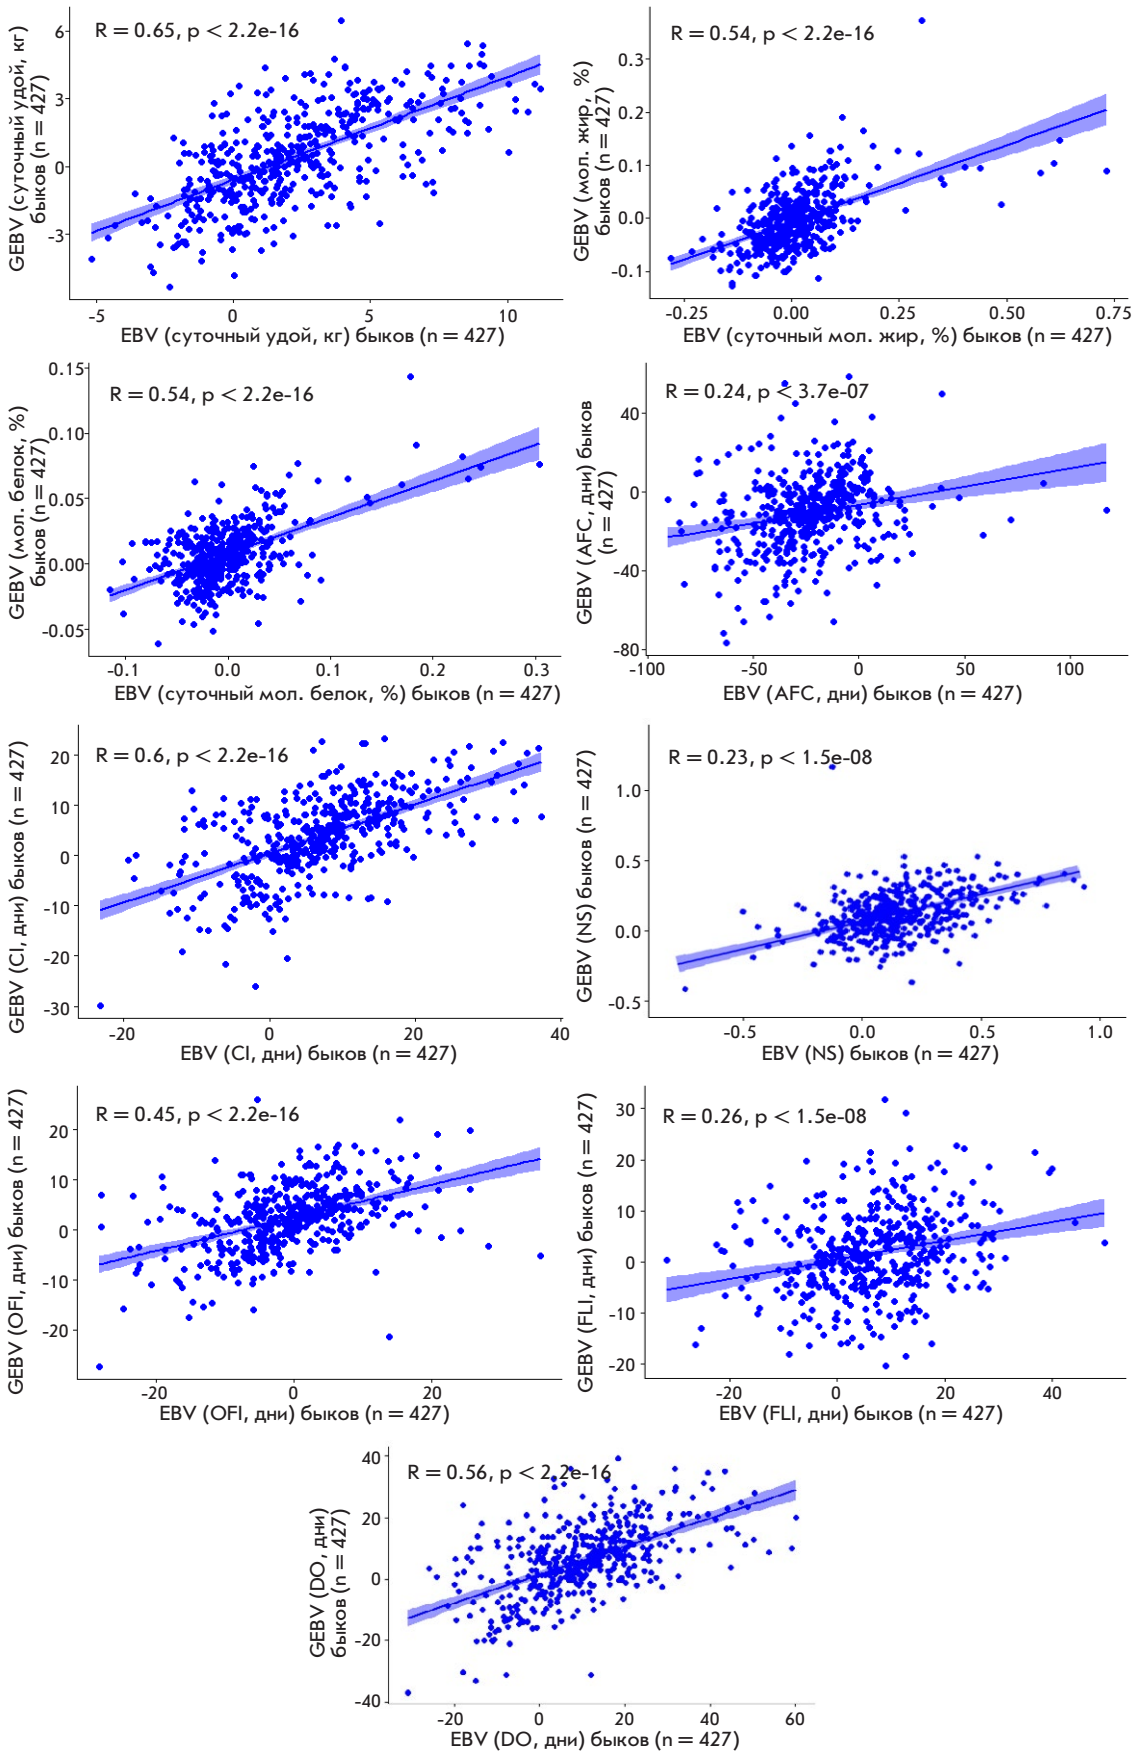 R = 0.65, p < 2.2e-16
GEBV (суточный удой, кг)
быков (n = 427)
6
3
0
-3
-5
0
5
10
EBV (суточный удой, кг) быков (n = 427)
R = 0.54, p < 2.2e-16
GEBV (мол. жир, %)
быков (n = 427)
0.3
0.2
0.1
0.0
-0.1
-0.25
0.00
0.25
0.50
0.75
EBV (суточный мол. жир, %) быков (n = 427)
R = 0.54, p < 2.2e-16
GEBV (мол. белок, %)
быков (n = 427)
0.15
0.10
0.05
0.00
-0.05
-0.1
0.0
0.1
0.2
0.3
EBV (суточный мол. белок, %) быков (n = 427)
R = 0.24, p < 3.7e-07
GEBV (AFC, дни) быков
(n = 427)
40
0
-40
-80
-100
-50
0
50
100
EBV (AFC, дни) быков (n = 427)
R = 0.6, p < 2.2e-16
GEBV (CI, дни) быков (n = 427)
20
10
0
-10
-20
-30
-20
0
20
40
EBV (CI, дни) быков (n = 427)
R = 0.23, p < 1.5e-08
GEBV (NS) быков (n = 427)
1.0
0.5
0.0
-0.5
-0.5
0.0
0.5
1.0
EBV (NS) быков (n = 427)
R = 0.45, p < 2.2e-16
GEBV (OFI, дни) быков (n = 427)
20
10
0
-10
-20
-20
0
20
EBV (OFI, дни) быков (n = 427)
R = 0.26, p < 1.5e-08
GEBV (FLI, дни) быков (n = 427)
30
20
10
0
-10
-20
-20
0
20
40
EBV (FLI, дни) быков (n = 427)
R = 0.56, p < 2.2e-16
GEBV (DO, дни)
быков (n = 427)
40
20
0
-20
-40
-20
0
20
40
60
EBV (DO, дни) быков (n = 427)